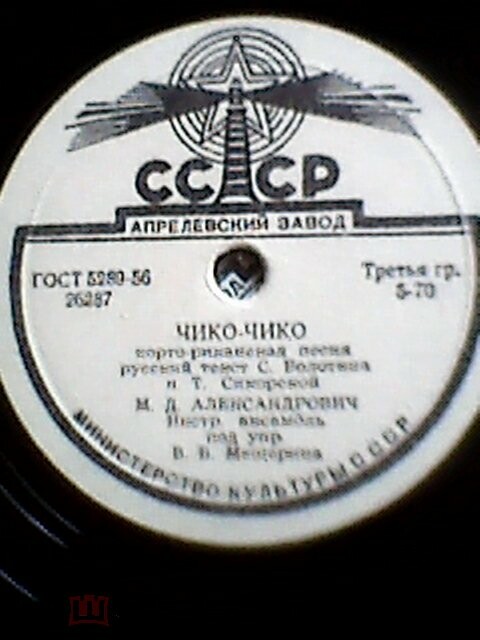 СССР
АПРЕЛЕВСКИЙ ЗАВОД
ГОСТ 5289-56
26287
Третья гр.
5-70
ЧИКО-ЧИКО
порто-риканская песня
русский текст С. Болотина
и Т. Сикорской
М. Д. АЛЕКСАНДРОВИЧ
Инстр. ансамбль
под упр
В. В. Мещерина
МИНИСТЕРСТВО КУЛЬТУРЫ СССР